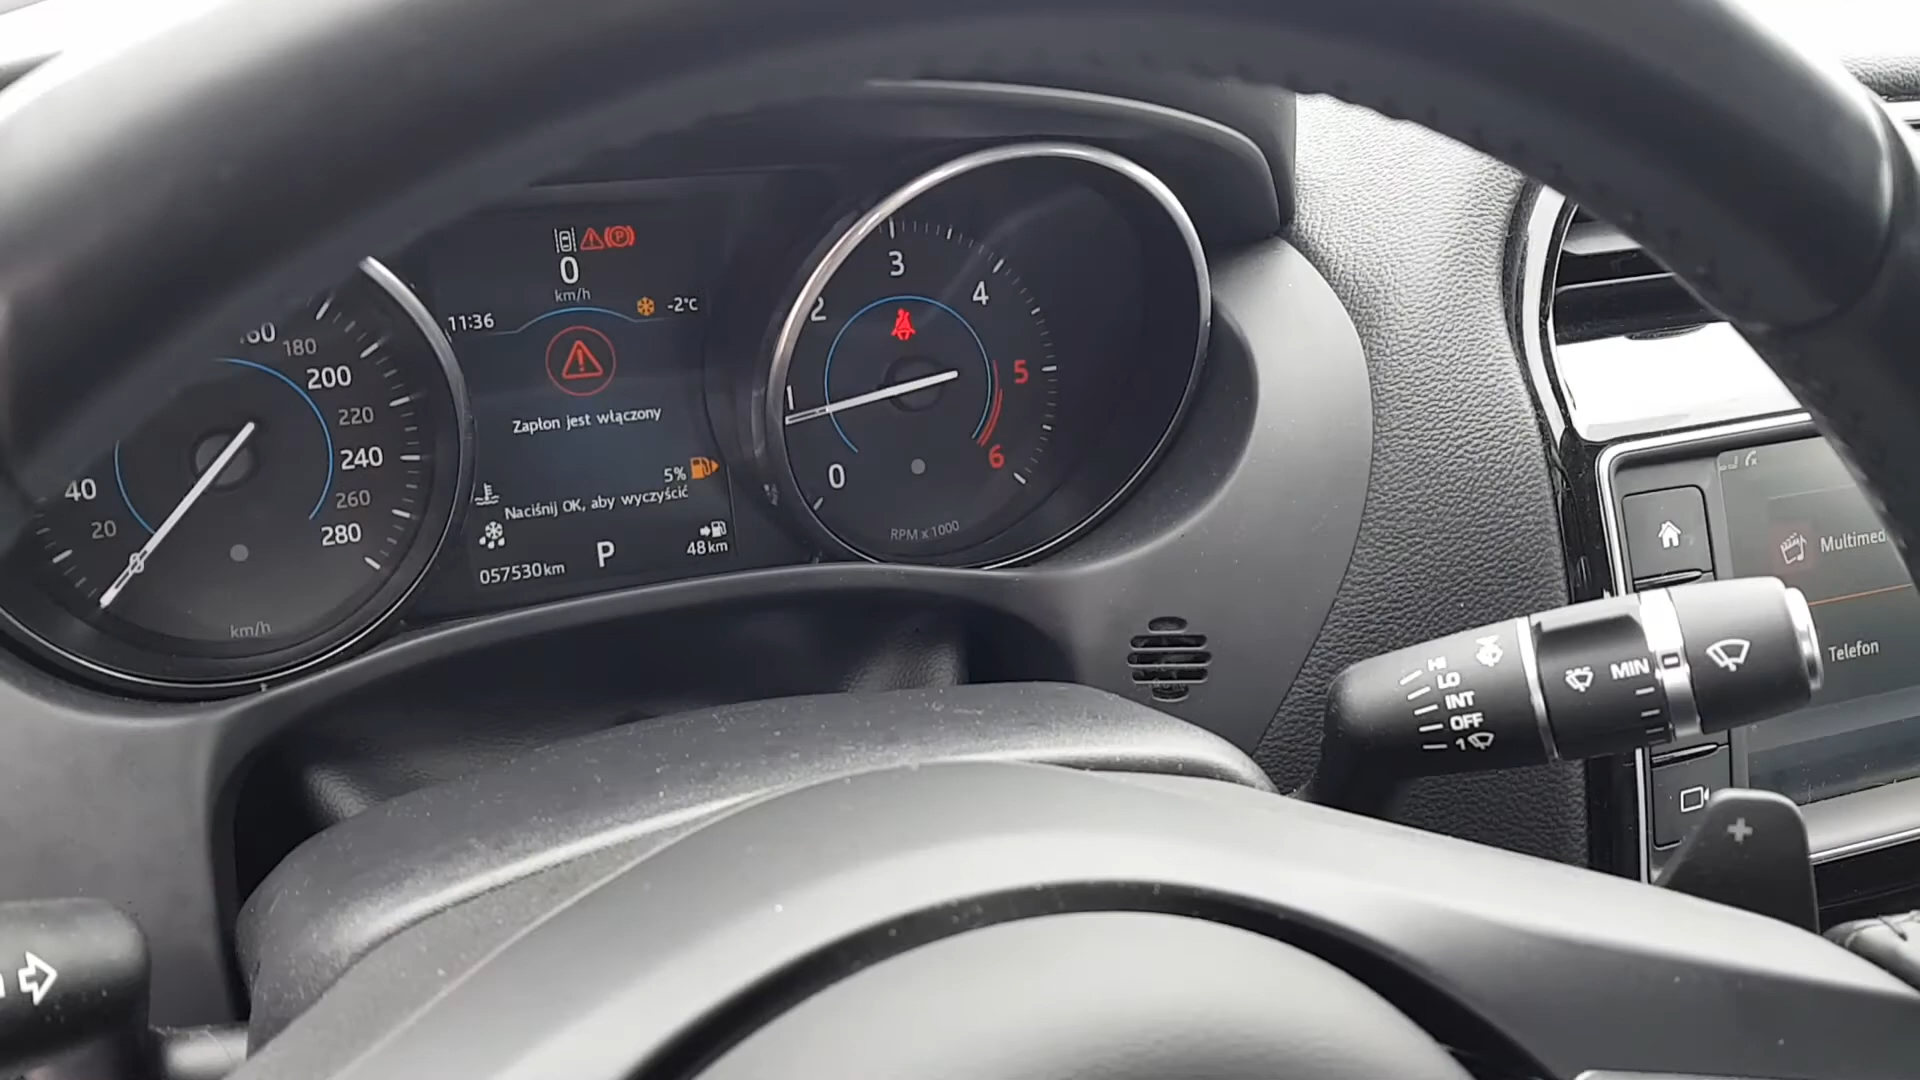 0
km/h
11:36
-2°C
Zapłon jest włączony
5%
Naciśnij OK, aby wyczyścić
P
48 km
057530 km
20
40
180
200
220
240
260
280
km/h
0
1
2
3
4
5
6
RPM x 1000
HI
LO
INT
OFF
1
MIN
Telefon
+